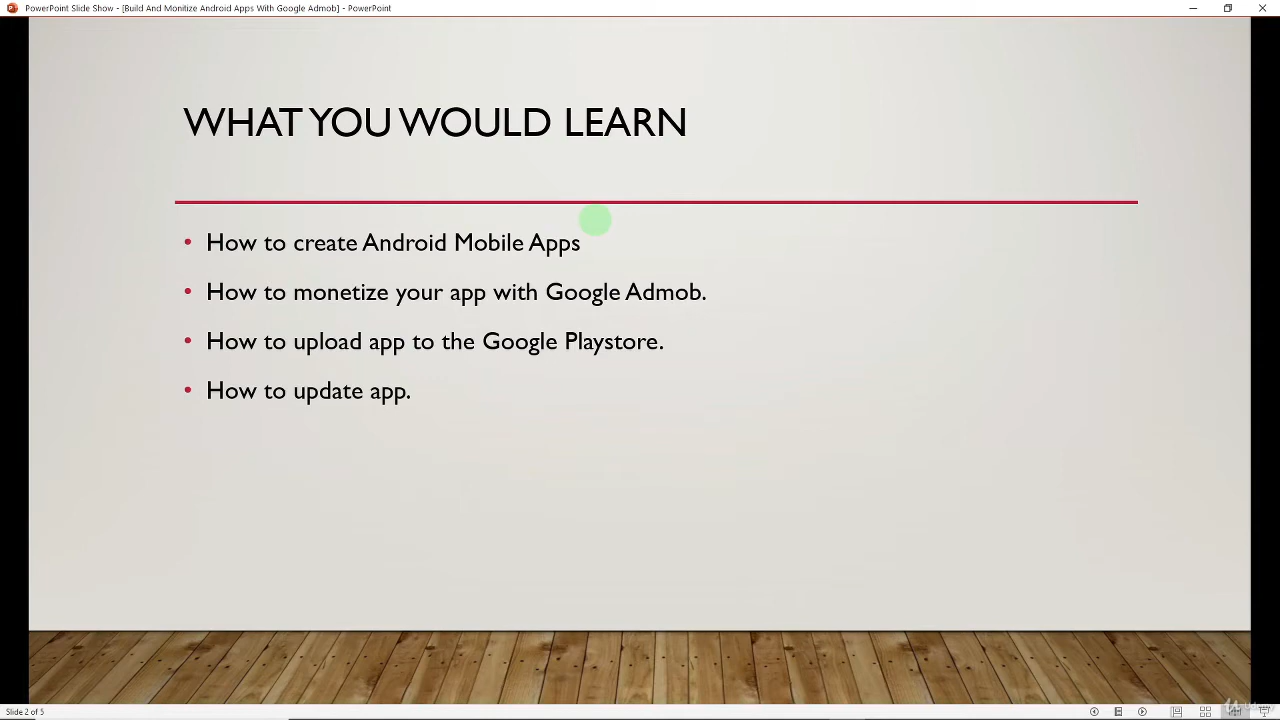 PowerPoint Slide Show - [Build And Monitize Android Apps With Google Admob] - PowerPoint
WHAT YOU WOULD LEARN
• How to create Android Mobile Apps
• How to monetize your app with Google Admob.
• How to upload app to the Google Playstore.
• How to update app.
Slide 2 of 5